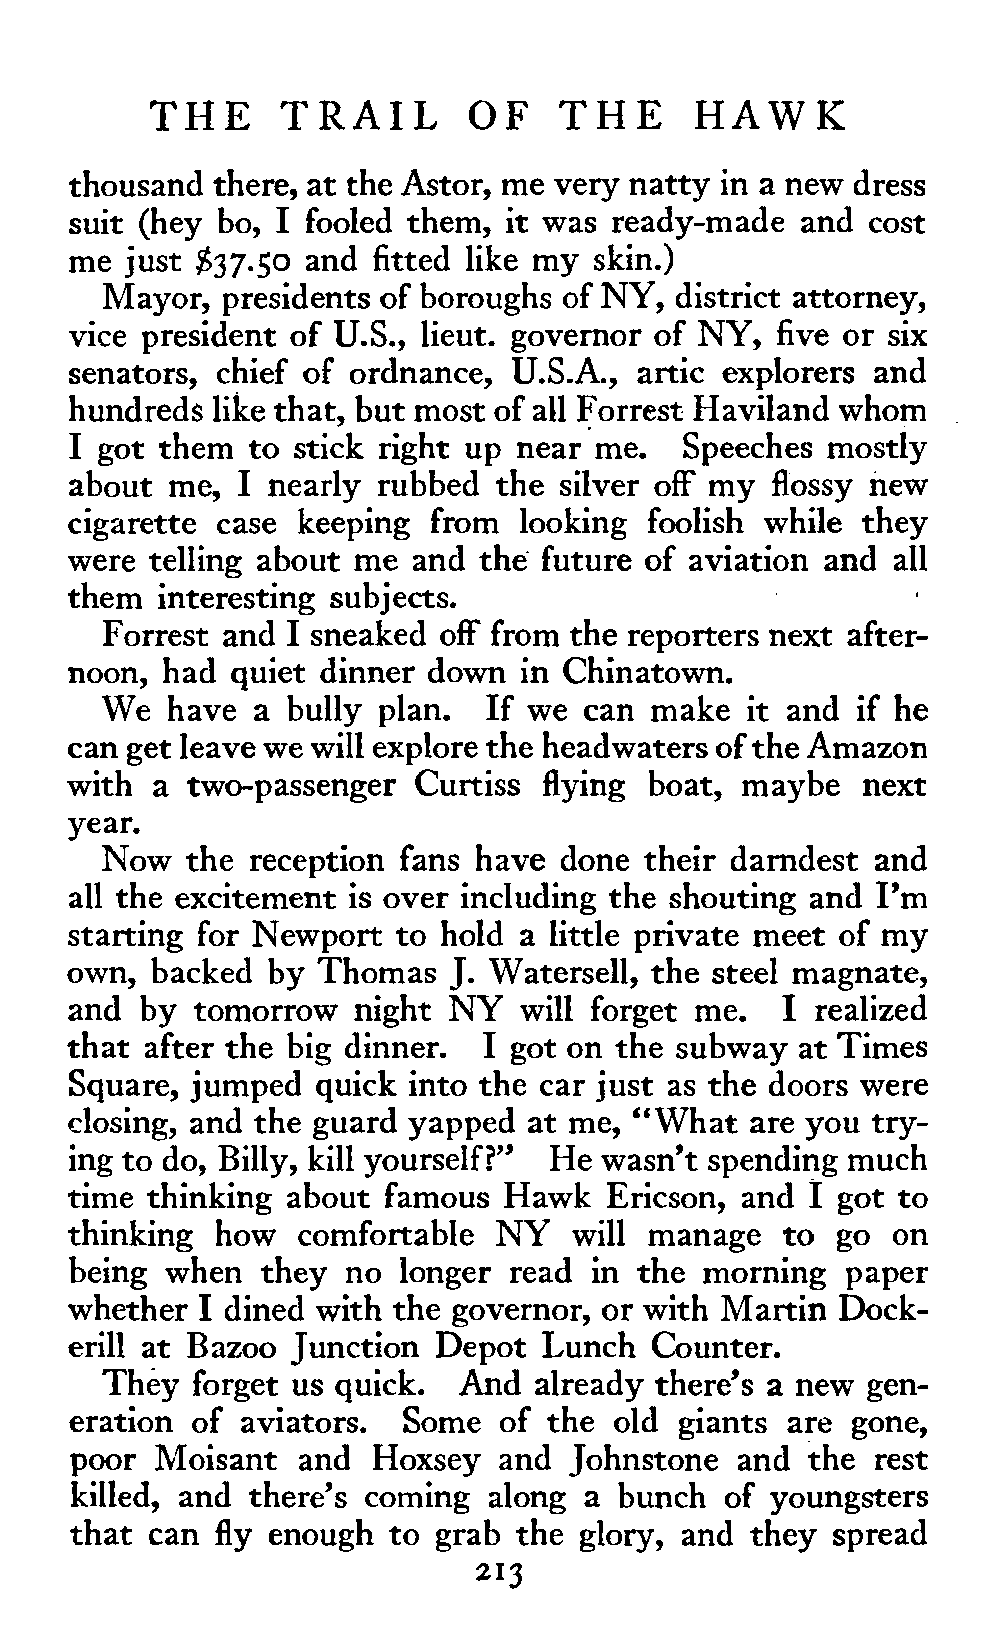 THE TRAIL OF THE HAWK
thousand there, at the Astor, me very natty in a new dress
suit (hey bo, I fooled them, it was ready-made and cost
me just $37.50 and fitted like my skin.)
Mayor, presidents of boroughs of NY, district attorney,
vice president of U.S., lieut. governor of NY, five or six
senators, chief of ordnance, U.S.A., artic explorers and
hundreds like that, but most of all Forrest Haviland whom
I got them to stick right up near me. Speeches mostly
about me, I nearly rubbed the silver off my flossy new
cigarette case keeping from looking foolish while they
were telling about me and the future of aviation and all
them interesting subjects.
Forrest and I sneaked off from the reporters next after-
noon, had quiet dinner down in Chinatown.
We have a bully plan. If we can make it and if he
can get leave we will explore the headwaters of the Amazon
with a two-passenger Curtiss flying boat, maybe next
year.
Now the reception fans have done their darndest and
all the excitement is over including the shouting and I'm
starting for Newport to hold a little private meet of my
own, backed by Thomas J. Watersell, the steel magnate,
and by tomorrow night NY will forget me. I realized
that after the big dinner. I got on the subway at Times
Square, jumped quick into the car just as the doors were
closing, and the guard yapped at me, "What are you try-
ing to do, Billy, kill yourself?" He wasn't spending much
time thinking about famous Hawk Ericson, and I got to
thinking how comfortable NY will manage to go on
being when they no longer read in the morning paper
whether I dined with the governor, or with Martin Dock-
erill at Bazoo Junction Depot Lunch Counter.
They forget us quick. And already there's a new gen-
eration of aviators. Some of the old giants are gone,
poor Moisant and Hoxsey and Johnstone and the rest
killed, and there's coming along a bunch of youngsters
that can fly enough to grab the glory, and they spread
213